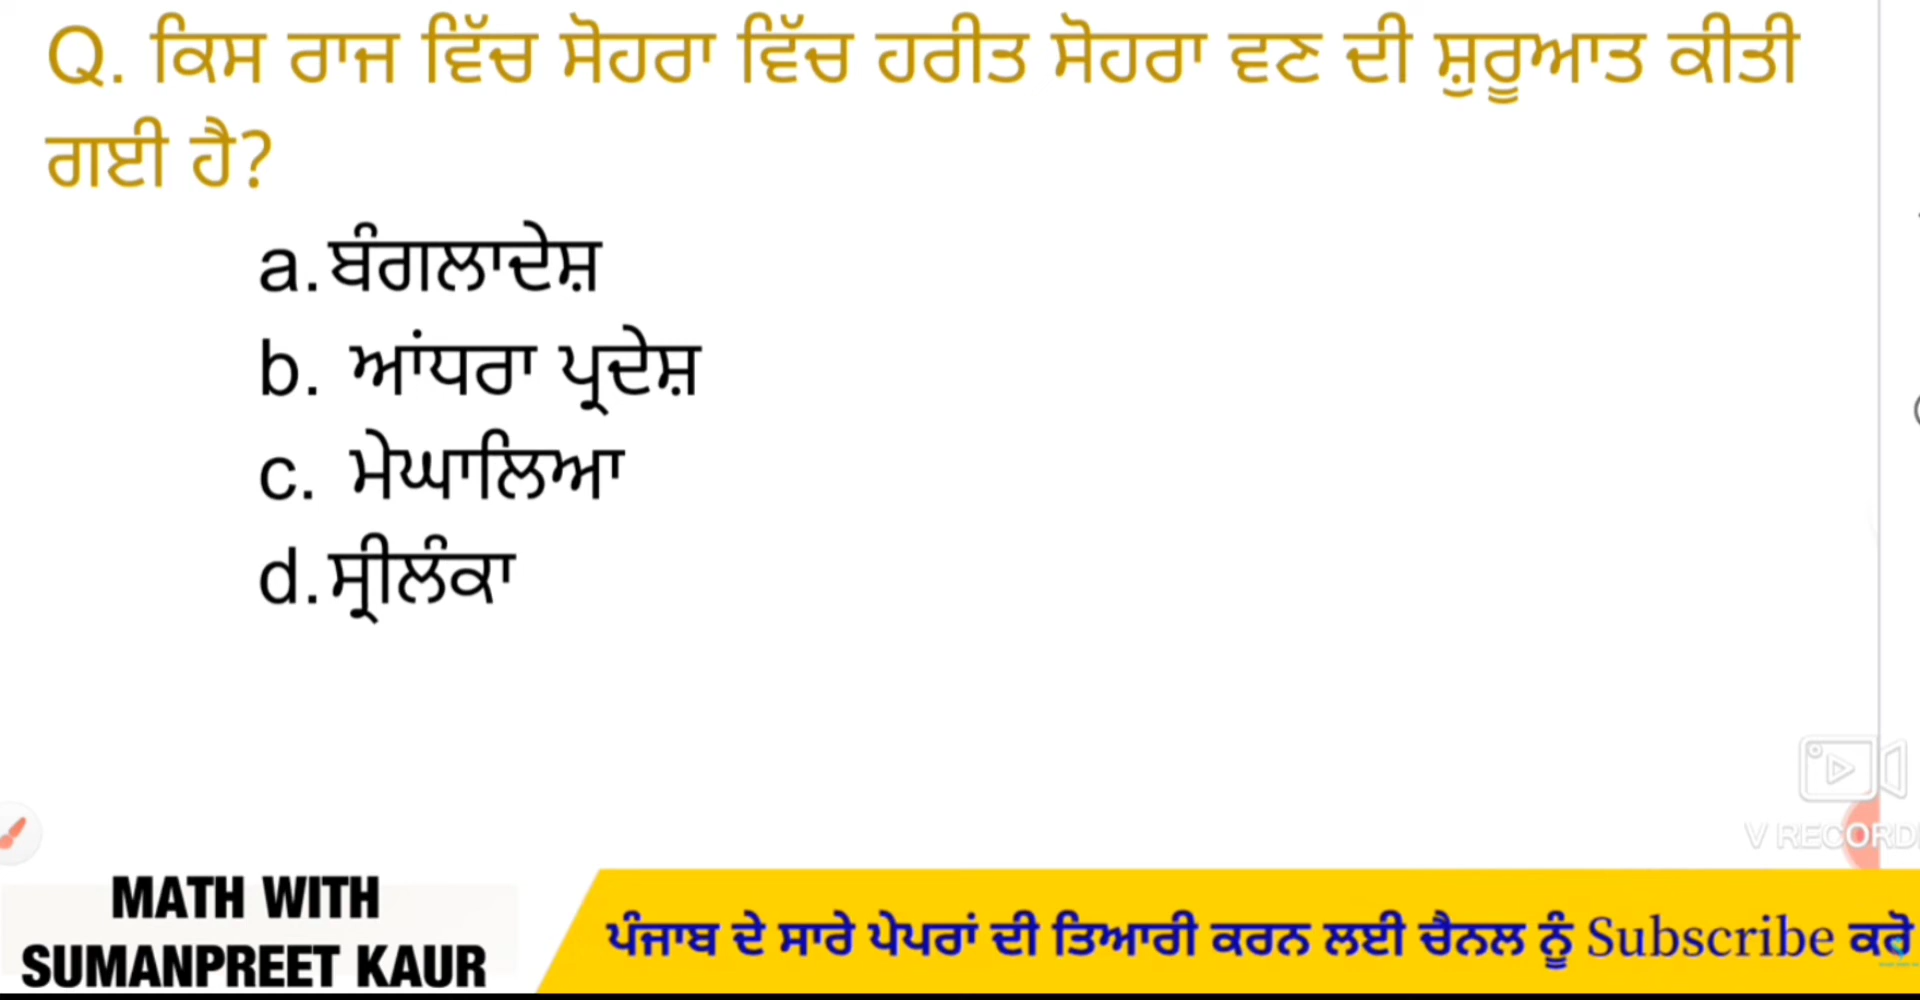 Q. ਕਿਸ ਰਾਜ ਵਿੱਚ ਸੋਹਰਾ ਵਿੱਚ ਹਰੀਤ ਸੋਹਰਾ ਵਣ ਦੀ ਸ਼ੁਰੂਆਤ ਕੀਤੀ
ਗਈ ਹੈ?
a. ਬੰਗਲਾਦੇਸ਼
b. ਆਂਧਰਾ ਪ੍ਰਦੇਸ਼
c. ਮੇਘਾਲਿਆ
d. ਸ੍ਰੀਲੰਕਾ
V RECORD
MATH WITH
SUMANPREET KAUR
ਪੰਜਾਬ ਦੇ ਸਾਰੇ ਪੇਪਰਾਂ ਦੀ ਤਿਆਰੀ ਕਰਨ ਲਈ ਚੈਨਲ ਨੂੰ Subscribe ਕਰੋ